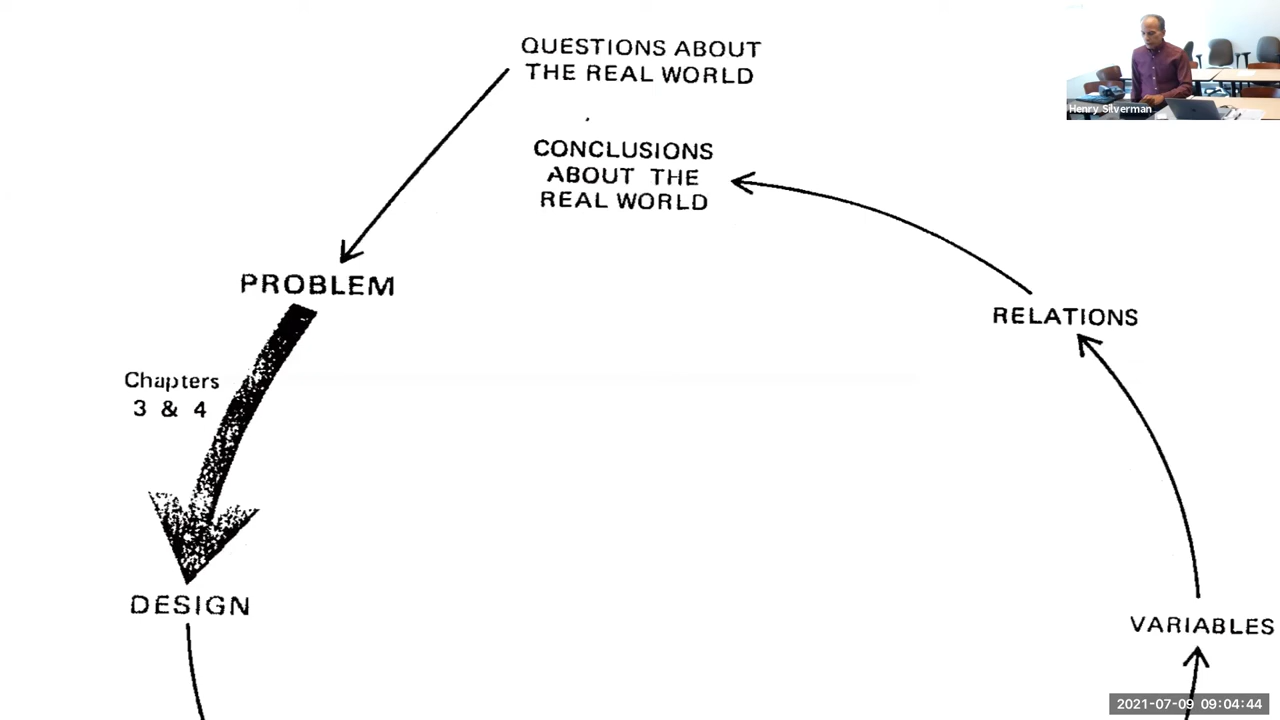 QUESTIONS ABOUT
THE REAL WORLD
Henry Silverman
CONCLUSIONS
ABOUT THE
REAL WORLD
PROBLEM
RELATIONS
Chapters
3 & 4
DESIGN
VARIABLES
2021-07-09 09:04:44